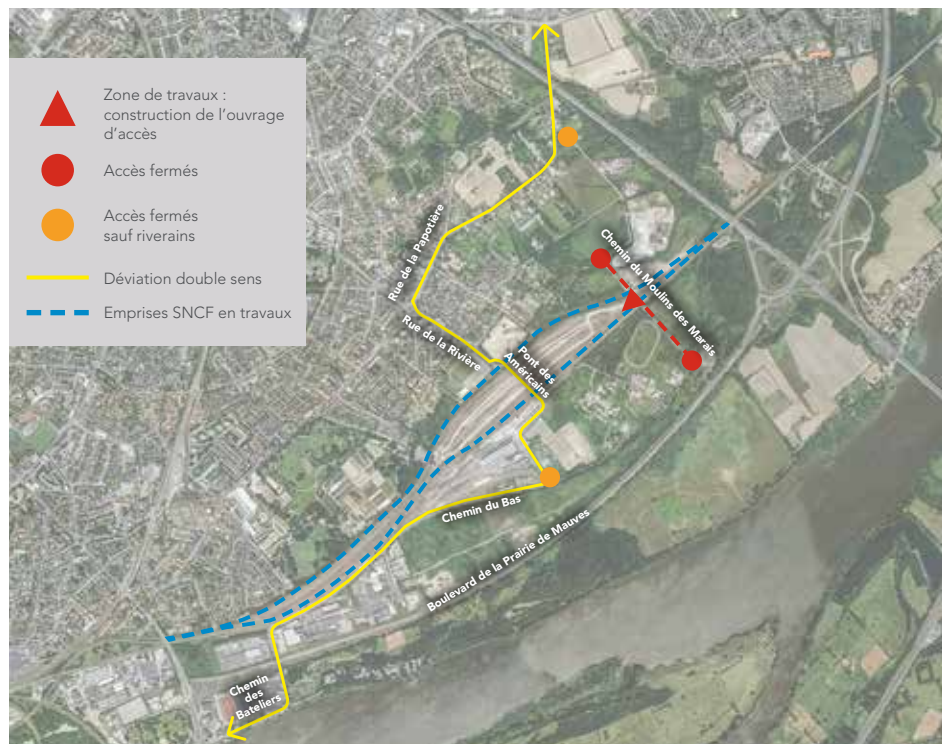 Zone de travaux :
construction de l'ouvrage
d'accès
Accès fermés
Accès fermés
sauf riverains
Déviation double sens
Emprises SNCF en travaux
Rue de la Papotière
Chemin du Moulins des Marais
Rue de la Rivière
Pont des
Américains
Chemin du Bas
Boulevard de la Prairie de Mauves
Chemin
des
Bateliers